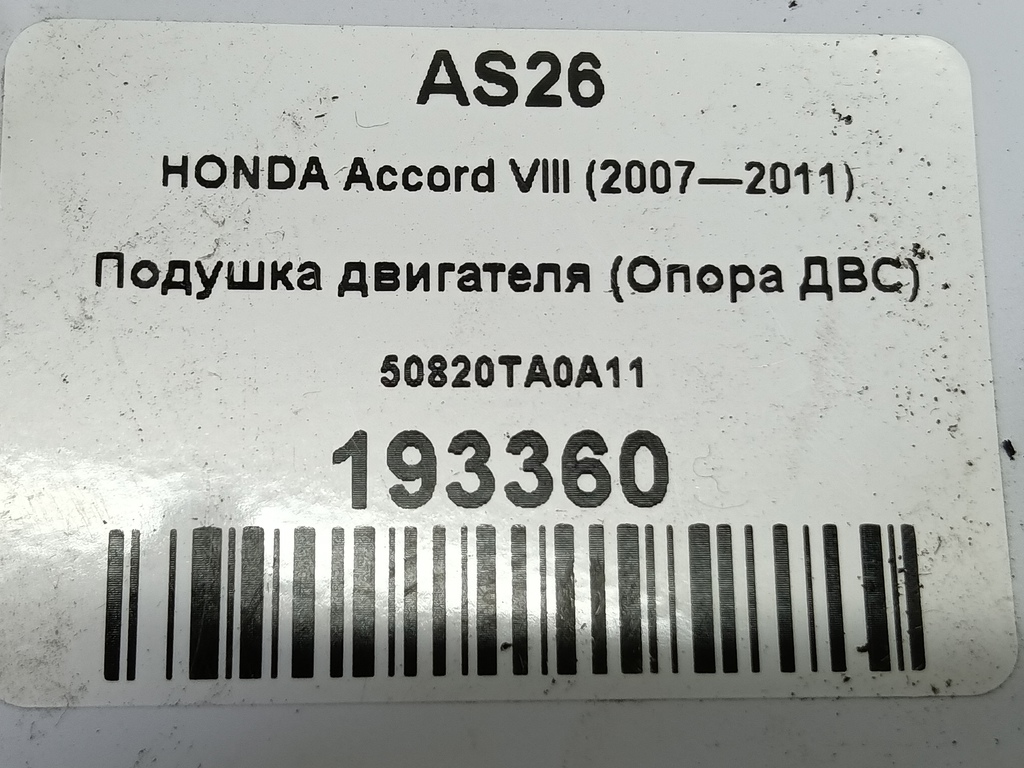 AS26
HONDA Accord VIII (2007—2011)
Подушка двигателя (Опора ДВС)
50820TA0A11
193360